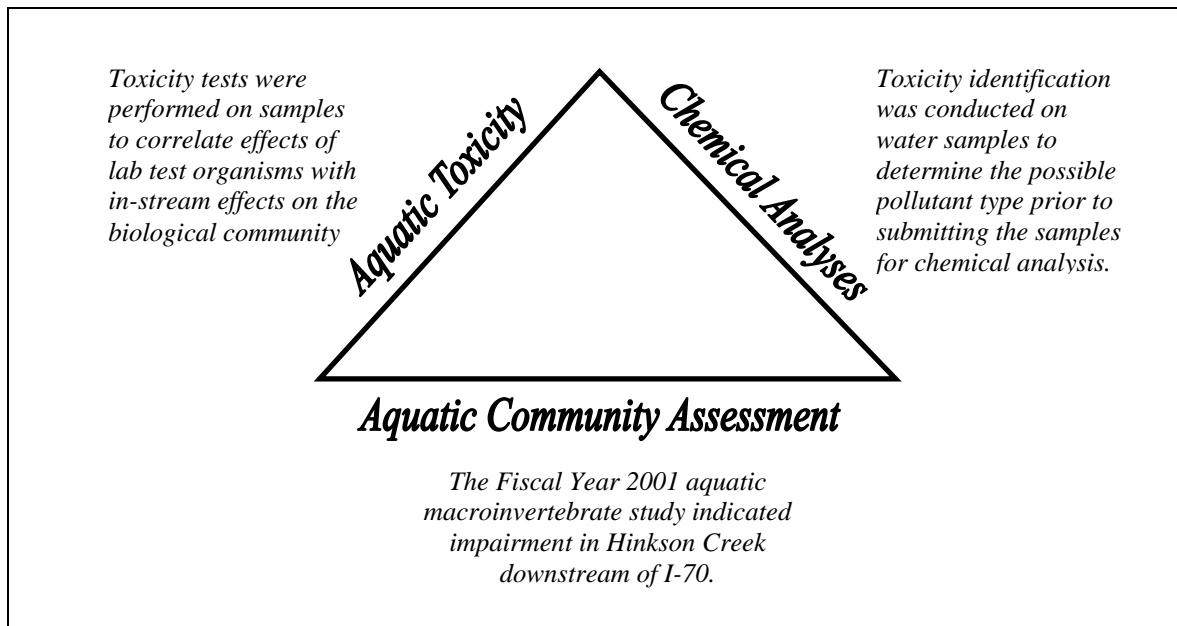 Toxicity tests were
performed on samples
to correlate effects of
lab test organisms with
in-stream effects on the
biological community
Aquatic Toxicity
Chemical Analyses
Toxicity identification
was conducted on
water samples to
determine the possible
pollutant type prior to
submitting the samples
for chemical analysis.
Aquatic Community Assessment
The Fiscal Year 2001 aquatic
macroinvertebrate study indicated
impairment in Hinkson Creek
downstream of I-70.